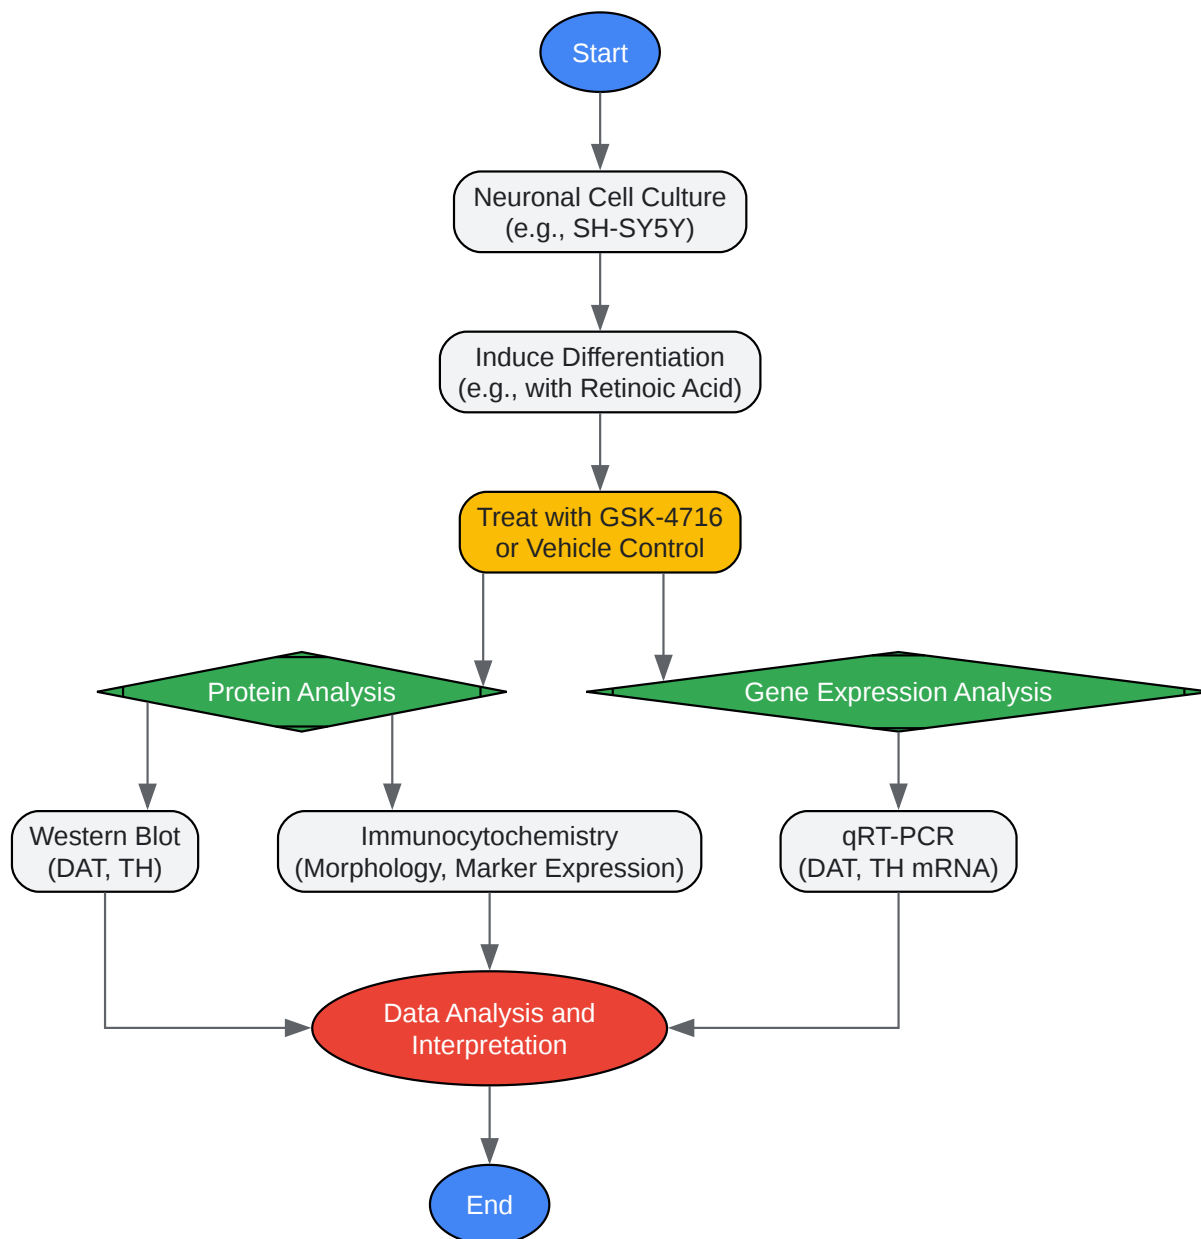 Start
Neuronal Cell Culture
(e.g., SH-SY5Y)
Induce Differentiation
(e.g., with Retinoic Acid)
Treat with GSK-4716
or Vehicle Control
Protein Analysis
Gene Expression Analysis
Western Blot
(DAT, TH)
Immunocytochemistry
(Morphology, Marker Expression)
qRT-PCR
(DAT, TH mRNA)
Data Analysis and
Interpretation
End